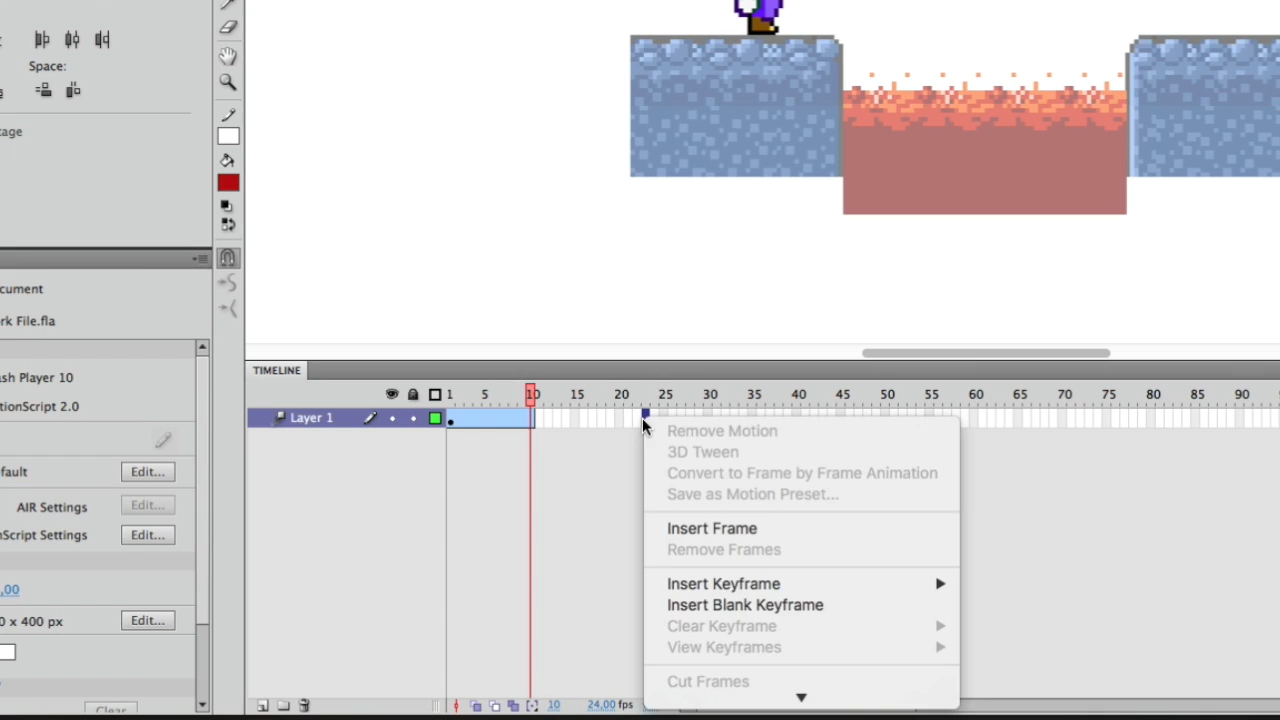 Space:
tage
cument
rk File.fla
ash Player 10
tionScript 2.0
fault
Edit...
AIR Settings
Edit...
nScript Settings
Edit...
,00
0 x 400 px
Edit...
Clear
TIMELINE
1 5 10 15 20 25 30 35 40 45 50 55 60 65 70 75 80 85 90
Layer 1
Remove Motion
3D Tween
Convert to Frame by Frame Animation
Save as Motion Preset...
Insert Frame
Remove Frames
Insert Keyframe
Insert Blank Keyframe
Clear Keyframe
View Keyframes
Cut Frames
10 24,00 fps